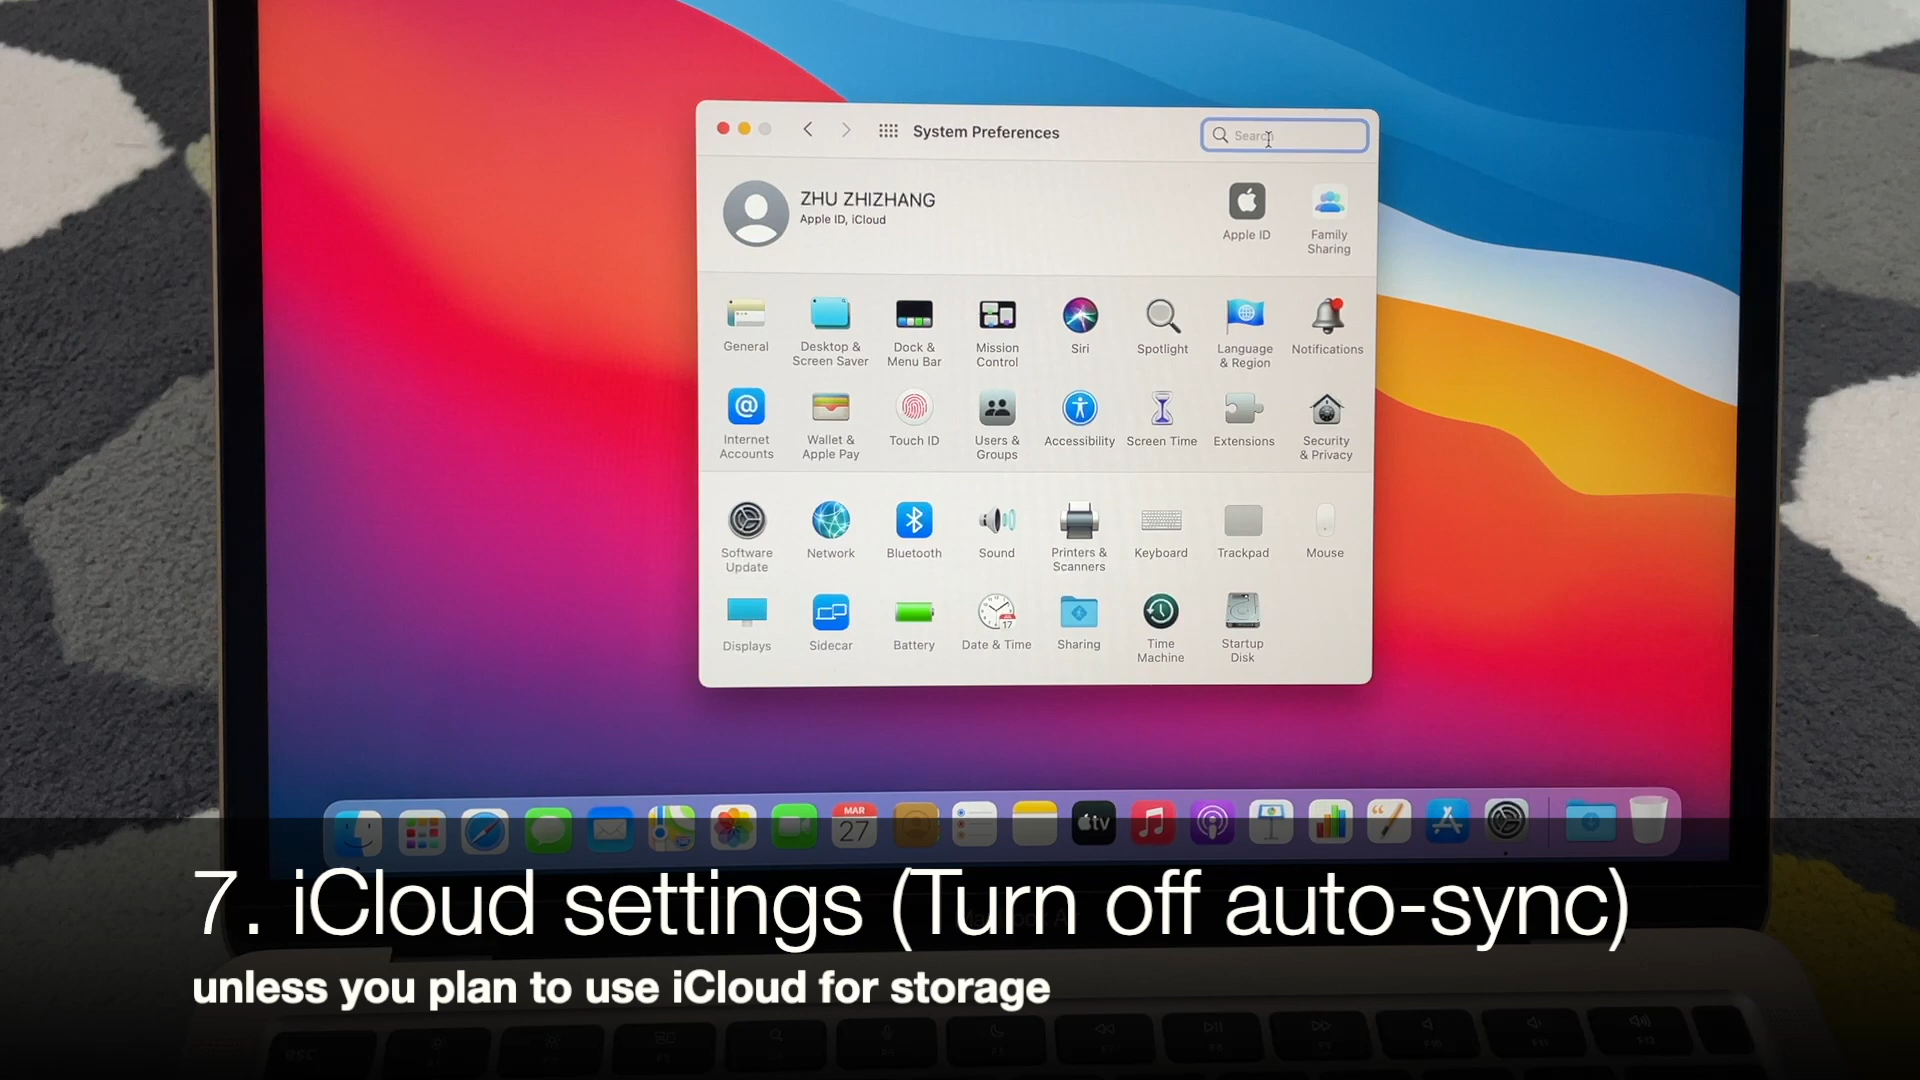 System Preferences
Search
ZHU ZHIZHANG
Apple ID, iCloud
Apple ID
Family
Sharing
General
Desktop &
Screen Saver
Dock &
Menu Bar
Mission
Control
Siri
Spotlight
Language
& Region
Notifications
Internet
Accounts
Wallet &
Apple Pay
Touch ID
Users &
Groups
Accessibility
Screen Time
Extensions
Security
& Privacy
Software
Update
Network
Bluetooth
Sound
Printers &
Scanners
Keyboard
Trackpad
Mouse
Displays
Sidecar
Battery
Date & Time
Sharing
Time
Machine
Startup
Disk
MAR
27
tv
7. iCloud settings (Turn off auto-sync)
unless you plan to use iCloud for storage
esc